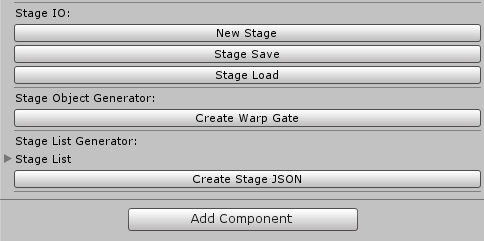 Stage IO:
New Stage
Stage Save
Stage Load
Stage Object Generator:
Create Warp Gate
Stage List Generator:
Stage List
Create Stage JSON
Add Component